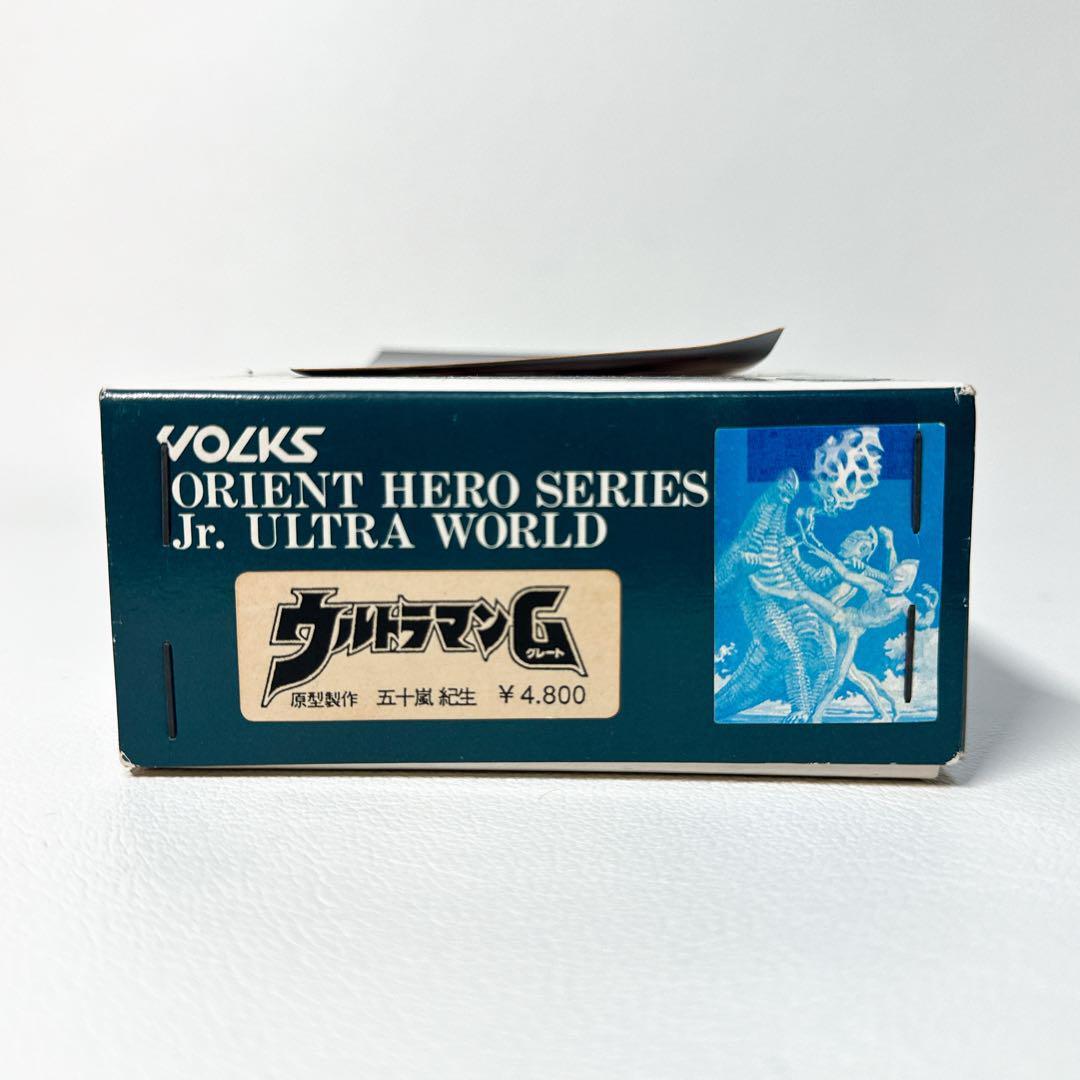 VOLKS
ORIENT HERO SERIES
Jr. ULTRA WORLD
ウルトラマンG
グレート
原型製作 五十嵐 紀生 ¥4.800